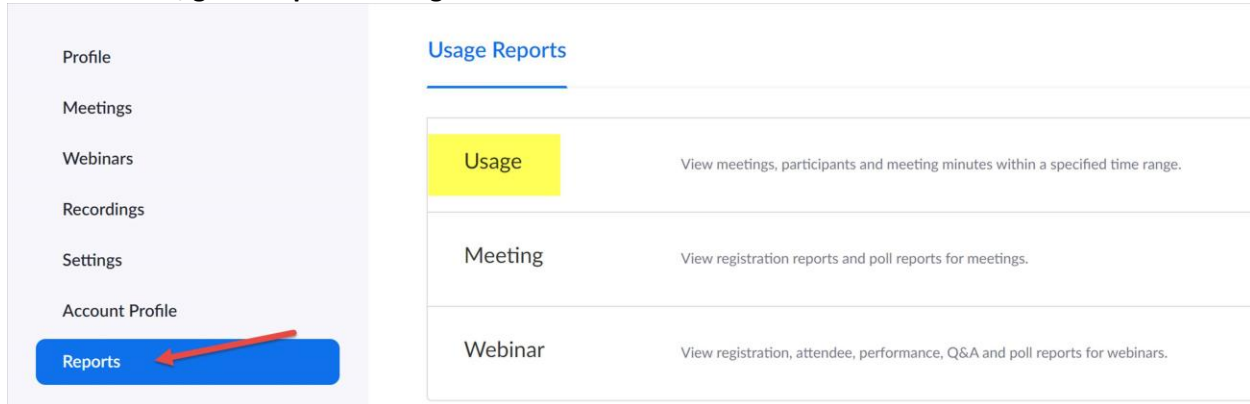 Profile
Meetings
Webinars
Recordings
Settings
Account Profile
Reports
Usage Reports
Usage
View meetings, participants and meeting minutes within a specified time range.
Meeting
View registration reports and poll reports for meetings.
Webinar
View registration, attendee, performance, Q&A and poll reports for webinars.